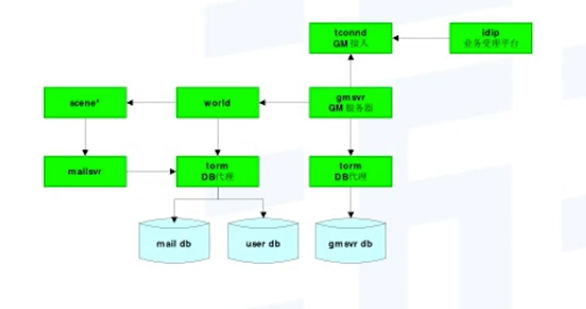 tconnd
GM 接入
idip
业务受理平台
scene*
world
gmsvr
GM 服务器
mailsvr
torm
DB代理
torm
DB代理
mail db
user db
gmsvr db